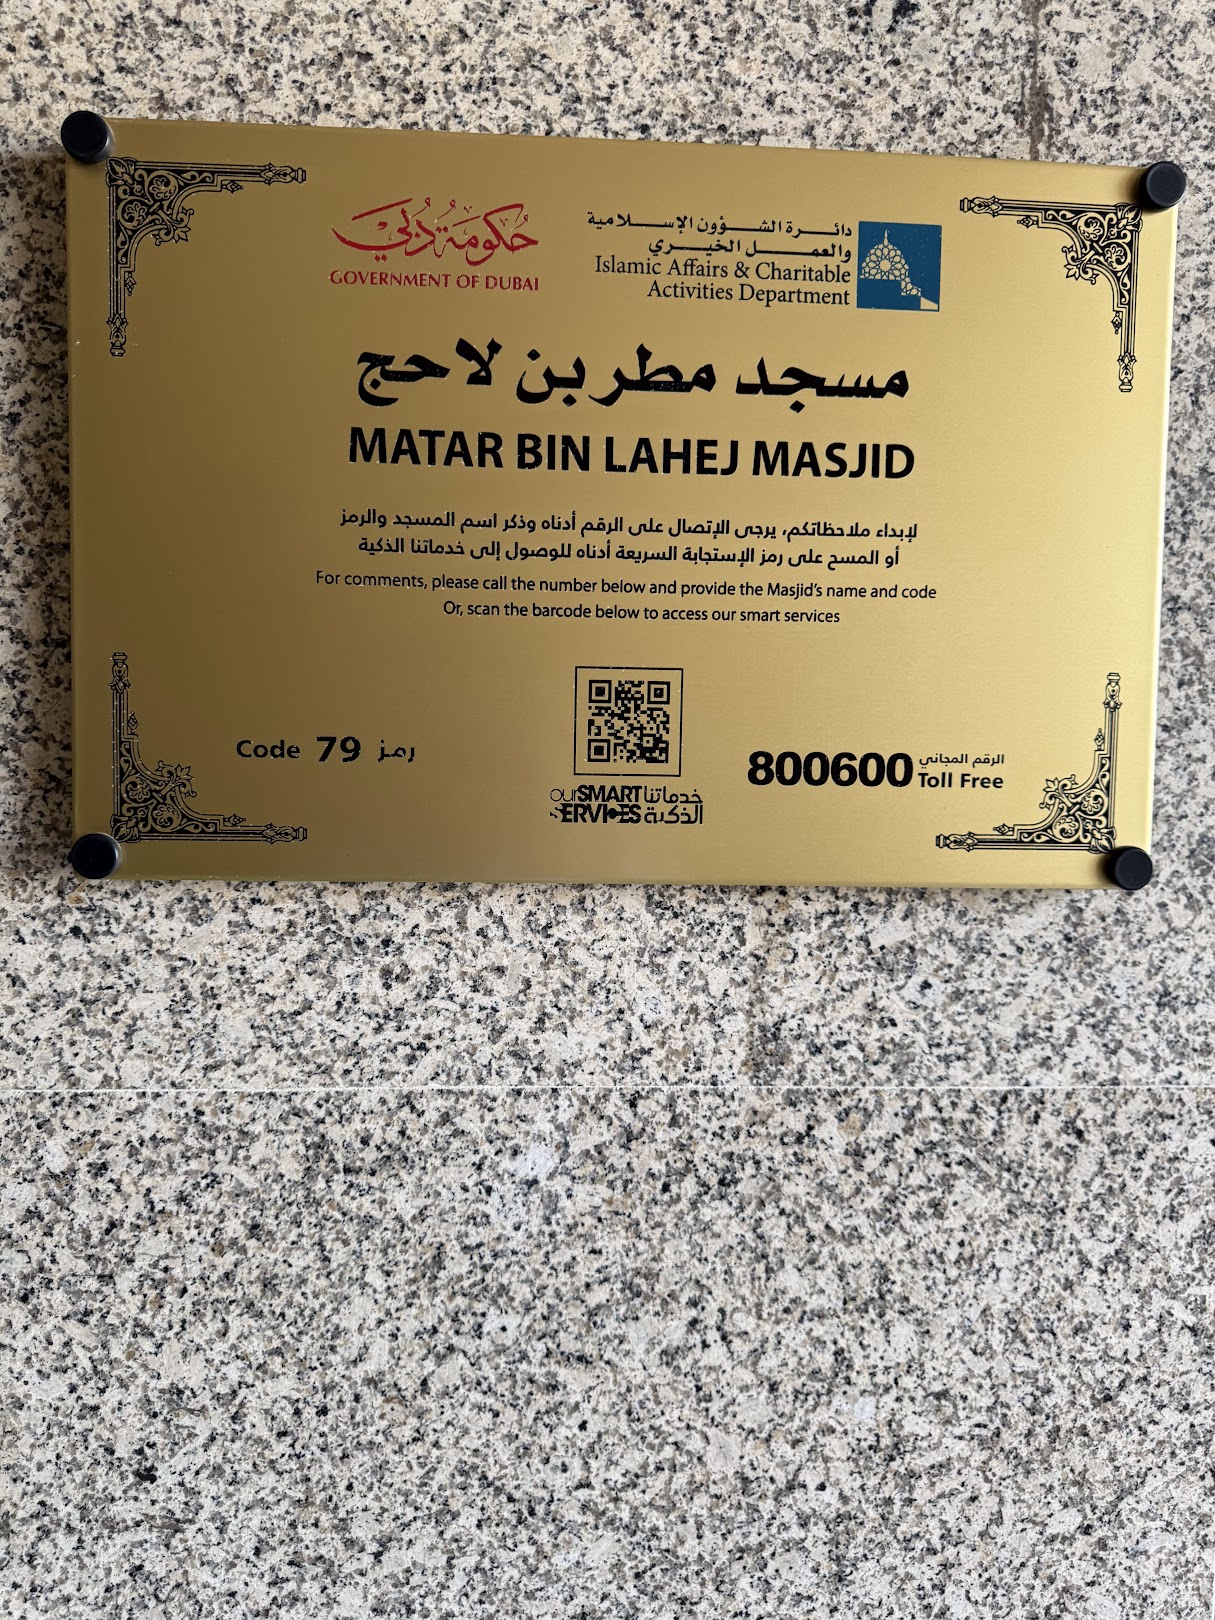 حكومة دبي
GOVERNMENT OF DUBAI
دائرة الشؤون الإسلامية
والعمل الخيري
Islamic Affairs & Charitable
Activities Department
مسجد مطر بن لاحج
MATAR BIN LAHEJ MASJID
لإبداء ملاحظاتكم، يرجى الإتصال على الرقم أدناه وذكر اسم المسجد والرمز
أو المسح على رمز الإستجابة السريعة أدناه للوصول إلى خدماتنا الذكية
For comments, please call the number below and provide the Masjid's name and code
Or, scan the barcode below to access our smart services
Code 79 رمز
ourSMART خدماتنا
SERVICES الذكية
800600 الرقم المجاني
Toll Free